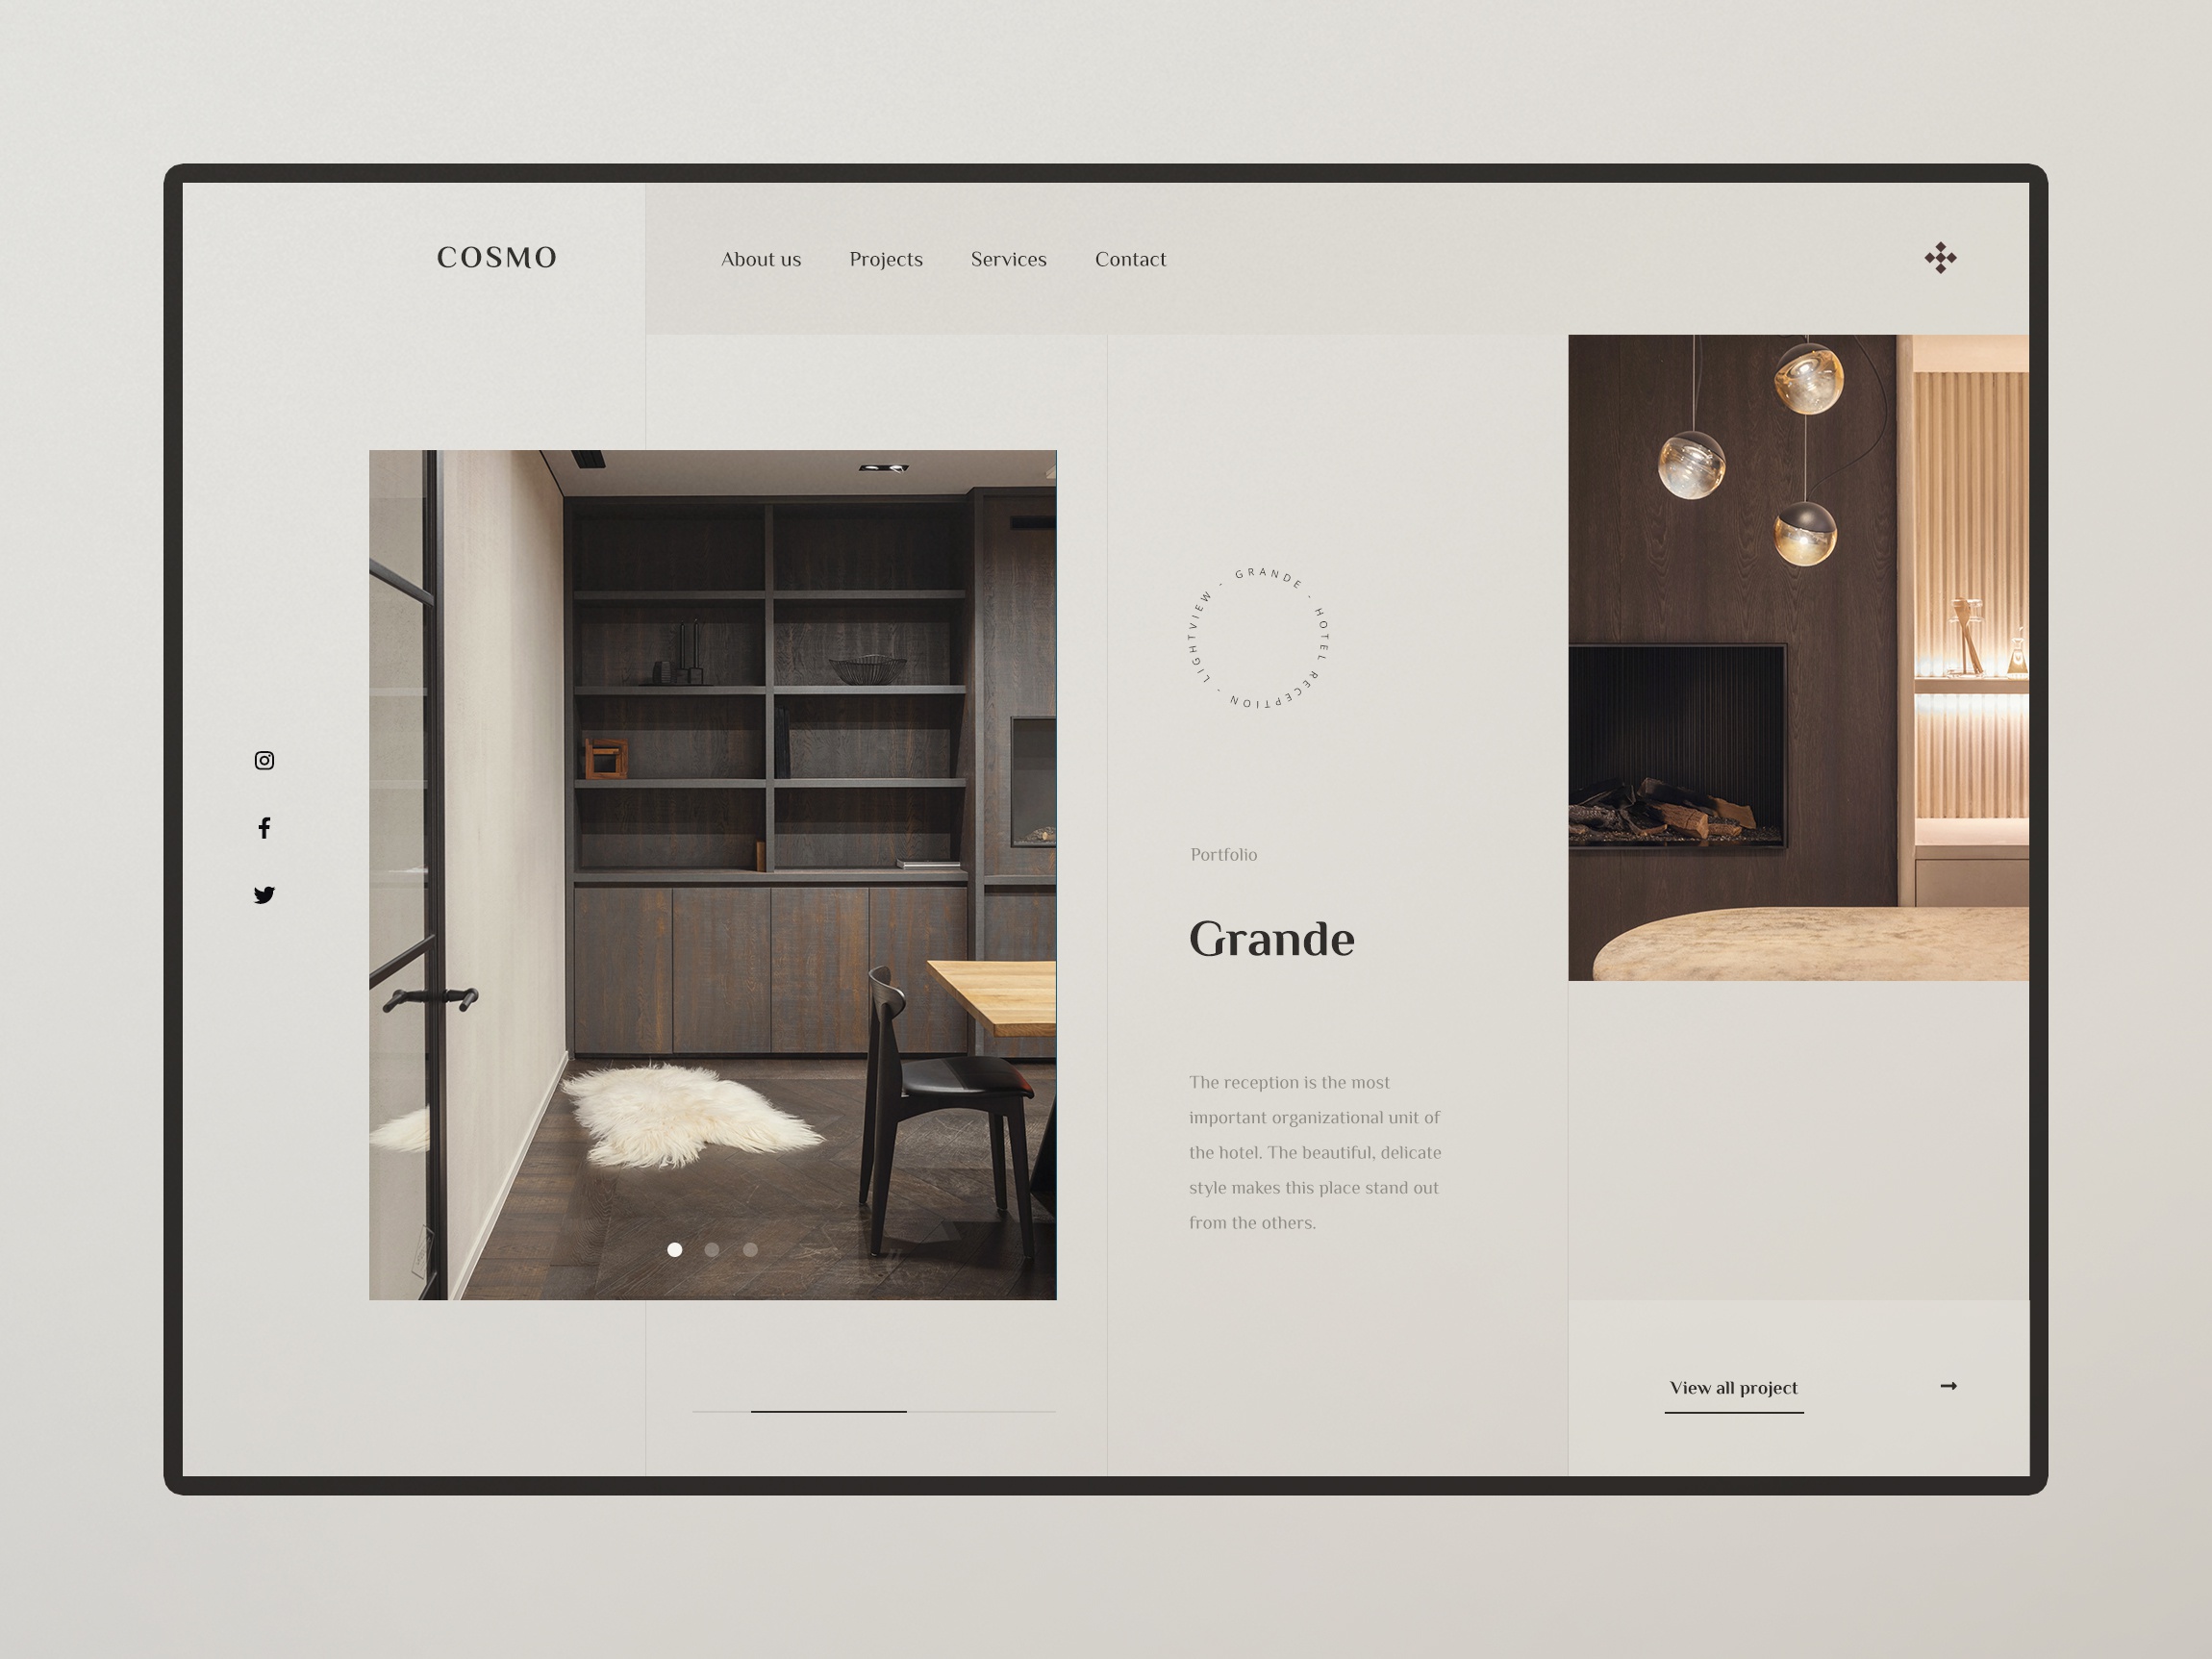 COSMO
About us
Projects
Services
Contact
GRANDE - HOTEL RECEPTION - LIGHTVIEW -
Portfolio
Grande
The reception is the most
important organizational unit of
the hotel. The beautiful, delicate
style makes this place stand out
from the others.
View all project